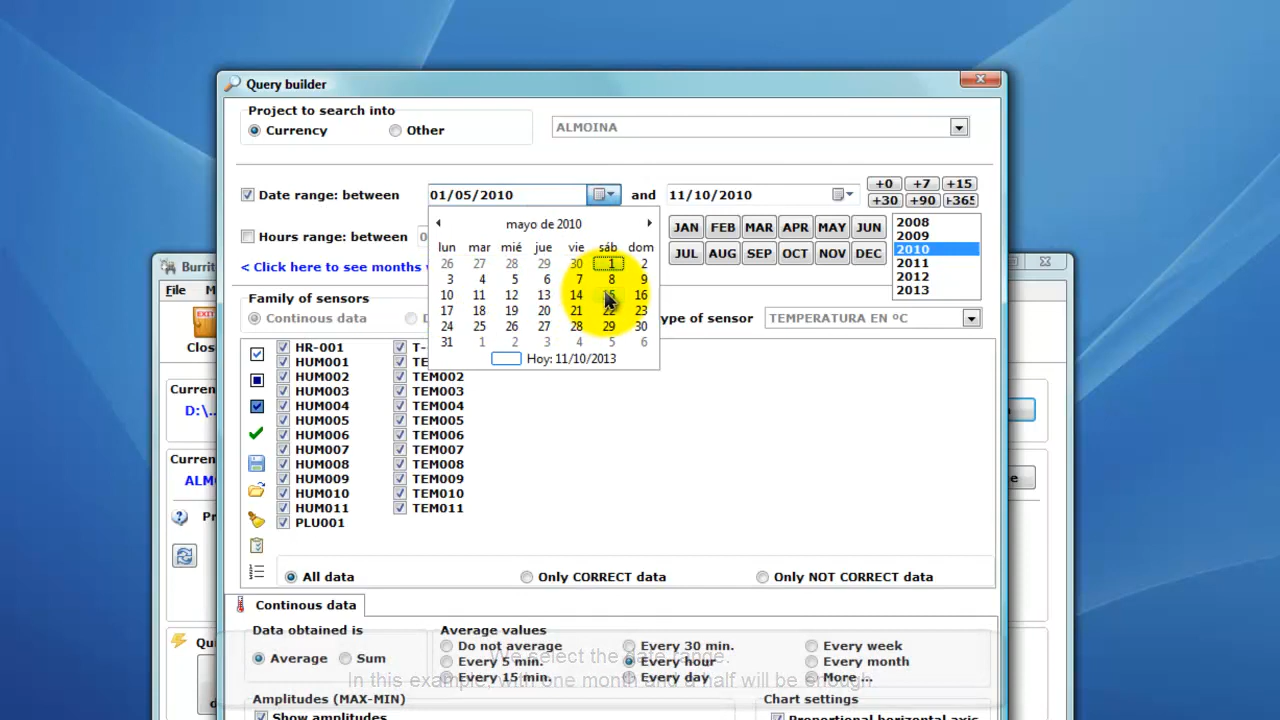 Query builder
Project to search into
Currency Other ALMOINA
Date range: between 01/05/2010 and 11/10/2010
+0 +7 +15
+30 +90 +365
mayo de 2010
lun mar mié jue vie sáb dom
26 27 28 29 30 1 2
3 4 5 6 7 8 9
10 11 12 13 14 15 16
17 18 19 20 21 22 23
24 25 26 27 28 29 30
31 1 2 3 4 5 6
Hoy: 11/10/2013
JAN FEB MAR APR MAY JUN
JUL AUG SEP OCT NOV DEC
2008
2009
2010
2011
2012
2013
Hours range: between 0
< Click here to see months
Family of sensors
Continous data
ype of sensor TEMPERATURA EN ºC
HR-001
HUM001
HUM002
HUM003
HUM004
HUM005
HUM006
HUM007
HUM008
HUM009
HUM010
HUM011
PLU001
T-
TE
TEM002
TEM003
TEM004
TEM005
TEM006
TEM007
TEM008
TEM009
TEM010
TEM011
All data Only CORRECT data Only NOT CORRECT data
Continous data
Data obtained is
Average Sum
Average values
Do not average Every 30 min. Every week
Every 5 min. Every hour Every month
Every 15 min. Every day More ...
We select the date range.
In this example, with one month and a half will be enough
Amplitudes (MAX-MIN)
Show amplitudes
Chart settings
Proportional horizontal axis
Burrit
File M
EXIT
Clos
Curren
D:\..
Curren
ALM
Pr
Qu
d
e